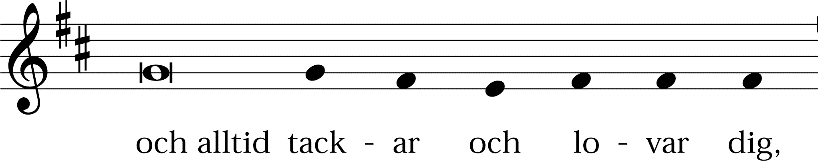 och alltid tack - ar och lo - var dig,